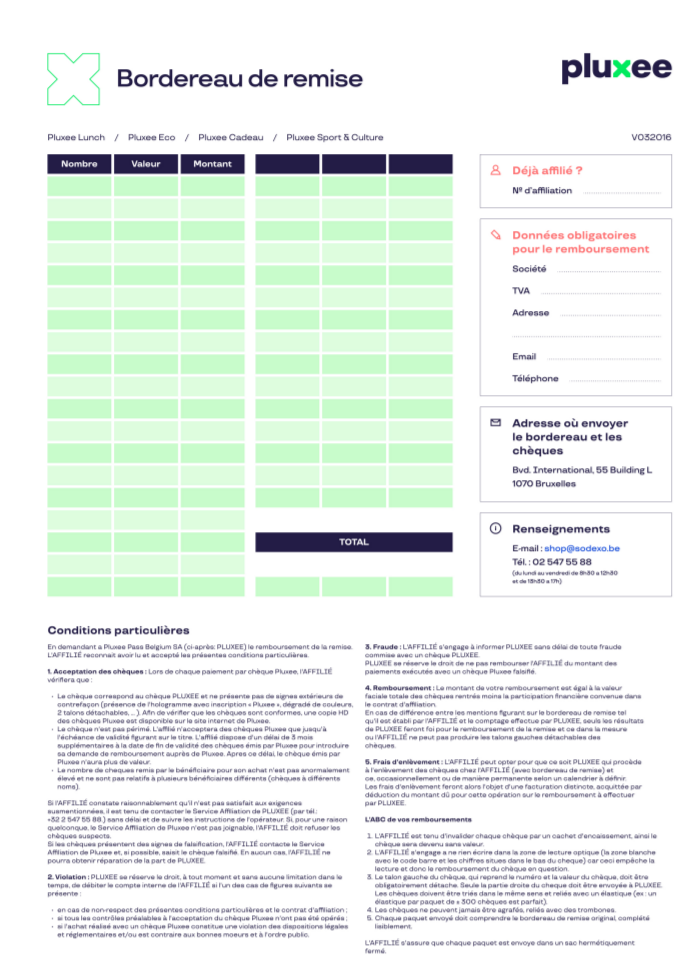 Bordereau de remise
pluxee
Pluxee Lunch / Pluxee Eco / Pluxee Cadeau / Pluxee Sport & Culture
V032016
Nombre Valeur Montant
TOTAL
Déjà affilié ?
Nº d'affiliation
Données obligatoires
pour le remboursement
Société
TVA
Adresse
Email
Téléphone
Adresse où envoyer
le bordereau et les
chèques
Bvd. International, 55 Building L
1070 Bruxelles
Renseignements
E-mail : shop@sodexo.be
Tél. : 02 547 55 88
(du lundi au vendredi de 8h30 a 12h30
et de 13h30 a 17h)
Conditions particulières
En demandant a Pluxee Pass Belgium SA (ci-après: PLUXEE) le remboursement de la remise.
L'AFFILIÉ reconnait avoir lu et accepté les présentes conditions particulières.
1. Acceptation des chèques : Lors de chaque paiement par chèque Pluxee, l'AFFILIÉ
vérifiera que :
· Le chèque correspond au chèque PLUXEE et ne présente pas de signes extérieurs de
contrefaçon (présence de l'hologramme avec inscription « Pluxee », dégradé de couleurs,
2 talons détachables, ... ). Afin de vérifier que les chèques sont conformes, une copie HD
des chèques Pluxee est disponible sur le site internet de Pluxee.
· Le chèque n'est pas périmé. L'affilié n'acceptera des chèques Pluxee que jusqu'à
l'échéance de validité figurant sur le titre. L'affilié dispose d'un délai de 3 mois
supplémentaires à la date de fin de validité des chèques émis par Pluxee pour introduire
sa demande de remboursement auprès de Pluxee. Apres ce délai, le chèque émis par
Pluxee n'aura plus de valeur.
· Le nombre de cheques remis par le bénéficiaire pour son achat n'est pas anormalement
élevé et ne sont pas relatifs à plusieurs bénéficiaires différents (chèques à différents
noms).
Si l'AFFILIÉ constate raisonnablement qu'il n'est pas satisfait aux exigences
susmentionnées, il est tenu de contacter le Service Affiliation de PLUXEE (par tél.:
+32 2 547 55 88 ) sans délai et de suivre les instructions de l'opérateur. Si, pour une raison
quelconque, le Service Affiliation de Pluxee n'est pas joignable, l'AFFILIÉ doit refuser les
chèques suspects.
Si les chèques présentent des signes de falsification, l'AFFILIÉ contacte le Service
Affiliation de Pluxee et, si possible, saisit le chèque falsifié. En aucun cas, l'AFFILIÉ ne
pourra obtenir réparation de la part de PLUXEE.
2. Violation : PLUXEE se réserve le droit, à tout moment et sans aucune limitation dans le
temps, de débiter le compte interne de l'AFFILIÉ si l'un des cas de figures suivants se
présente :
· en cas de non-respect des présentes conditions particulières et le contrat d'affiliation ;
· si tous les contrôles préalables à l'acceptation du chèque Pluxee n'ont pas été opérés ;
· si l'achat réalisé avec un chèque Pluxee constitue une violation des dispositions légales
et réglementaires et/ou est contraire aux bonnes moeurs et à l'ordre public.
3. Fraude : L'AFFILIÉ s'engage à informer PLUXEE sans délai de toute fraude
commise avec un chèque PLUXEE.
PLUXEE se réserve le droit de ne pas rembourser l'AFFILIÉ du montant des
paiements exécutés avec un chèque Pluxee falsifié.
4. Remboursement : Le montant de votre remboursement est égal à la valeur
faciale totale des chèques rentrés moins la participation financière convenue dans
le contrat d'affiliation.
En cas de différence entre les mentions figurant sur le bordereau de remise tel
qu'il est établi par l'AFFILIÉ et le comptage effectue par PLUXEE, seuls les résultats
de PLUXEE feront foi pour le remboursement de la remise et ce dans la mesure
ou l'AFFILIÉ ne peut pas produire les talons gauches détachables des
chèques.
5. Frais d'enlèvement : L'AFFILIÉ peut opter pour que ce soit PLUXEE qui procède
à l'enlèvement des chèques chez l'AFFILIÉ (avec bordereau de remise) et
ce, occasionnellement ou de manière permanente selon un calendrier à définir.
Les frais d'enlèvement feront alors l'objet d'une facturation distincte, acquittée par
déduction du montant dû pour cette opération sur le remboursement à effectuer
par PLUXEE.
L'ABC de vos remboursements
1. L'AFFILIÉ est tenu d'invalider chaque chèque par un cachet d'encaissement, ainsi le
chèque sera devenu sans valeur.
2. L'AFFILIÉ s'engage a ne rien écrire dans la zone de lecture optique (la zone blanche
avec le code barre et les chiffres situes dans le bas du cheque) car ceci empêche la
lecture et donc le remboursement du chèque en question.
3. Le talon gauche du chèque, qui reprend le numéro et la valeur du chèque, doit être
obligatoirement détache. Seule la partie droite du cheque doit être envoyée à PLUXEE.
Les chèques doivent être triés dans le même sens et reliés avec un élastique (ex : un
élastique par paquet de ± 300 chèques est parfait).
4. Les chèques ne peuvent jamais être agrafés, reliés avec des trombones.
5. Chaque paquet envoyé doit comprendre le bordereau de remise original, complété
lisiblement.
L'AFFILIÉ s'assure que chaque paquet est envoye dans un sac hermétiquement
fermé.